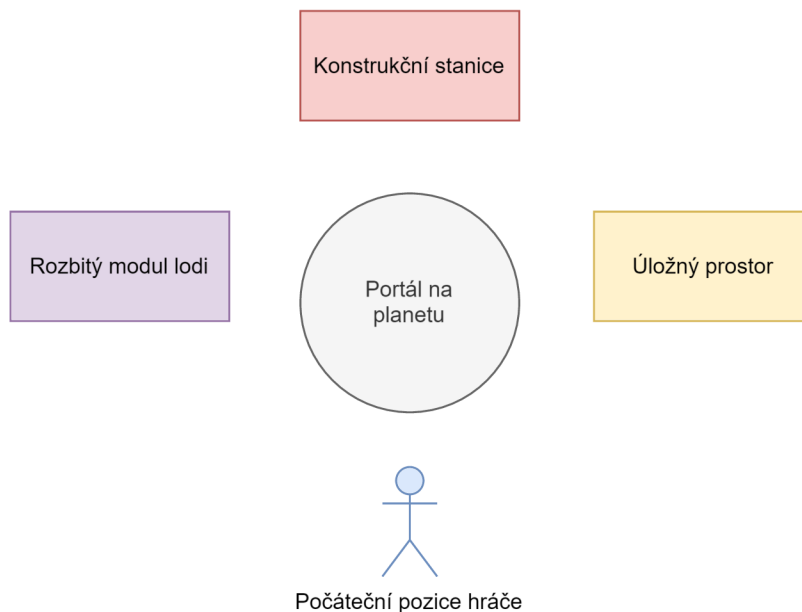 Konstrukční stanice
Rozbitý modul lodi
Portál na
planetu
Úložný prostor
Počáteční pozice hráče